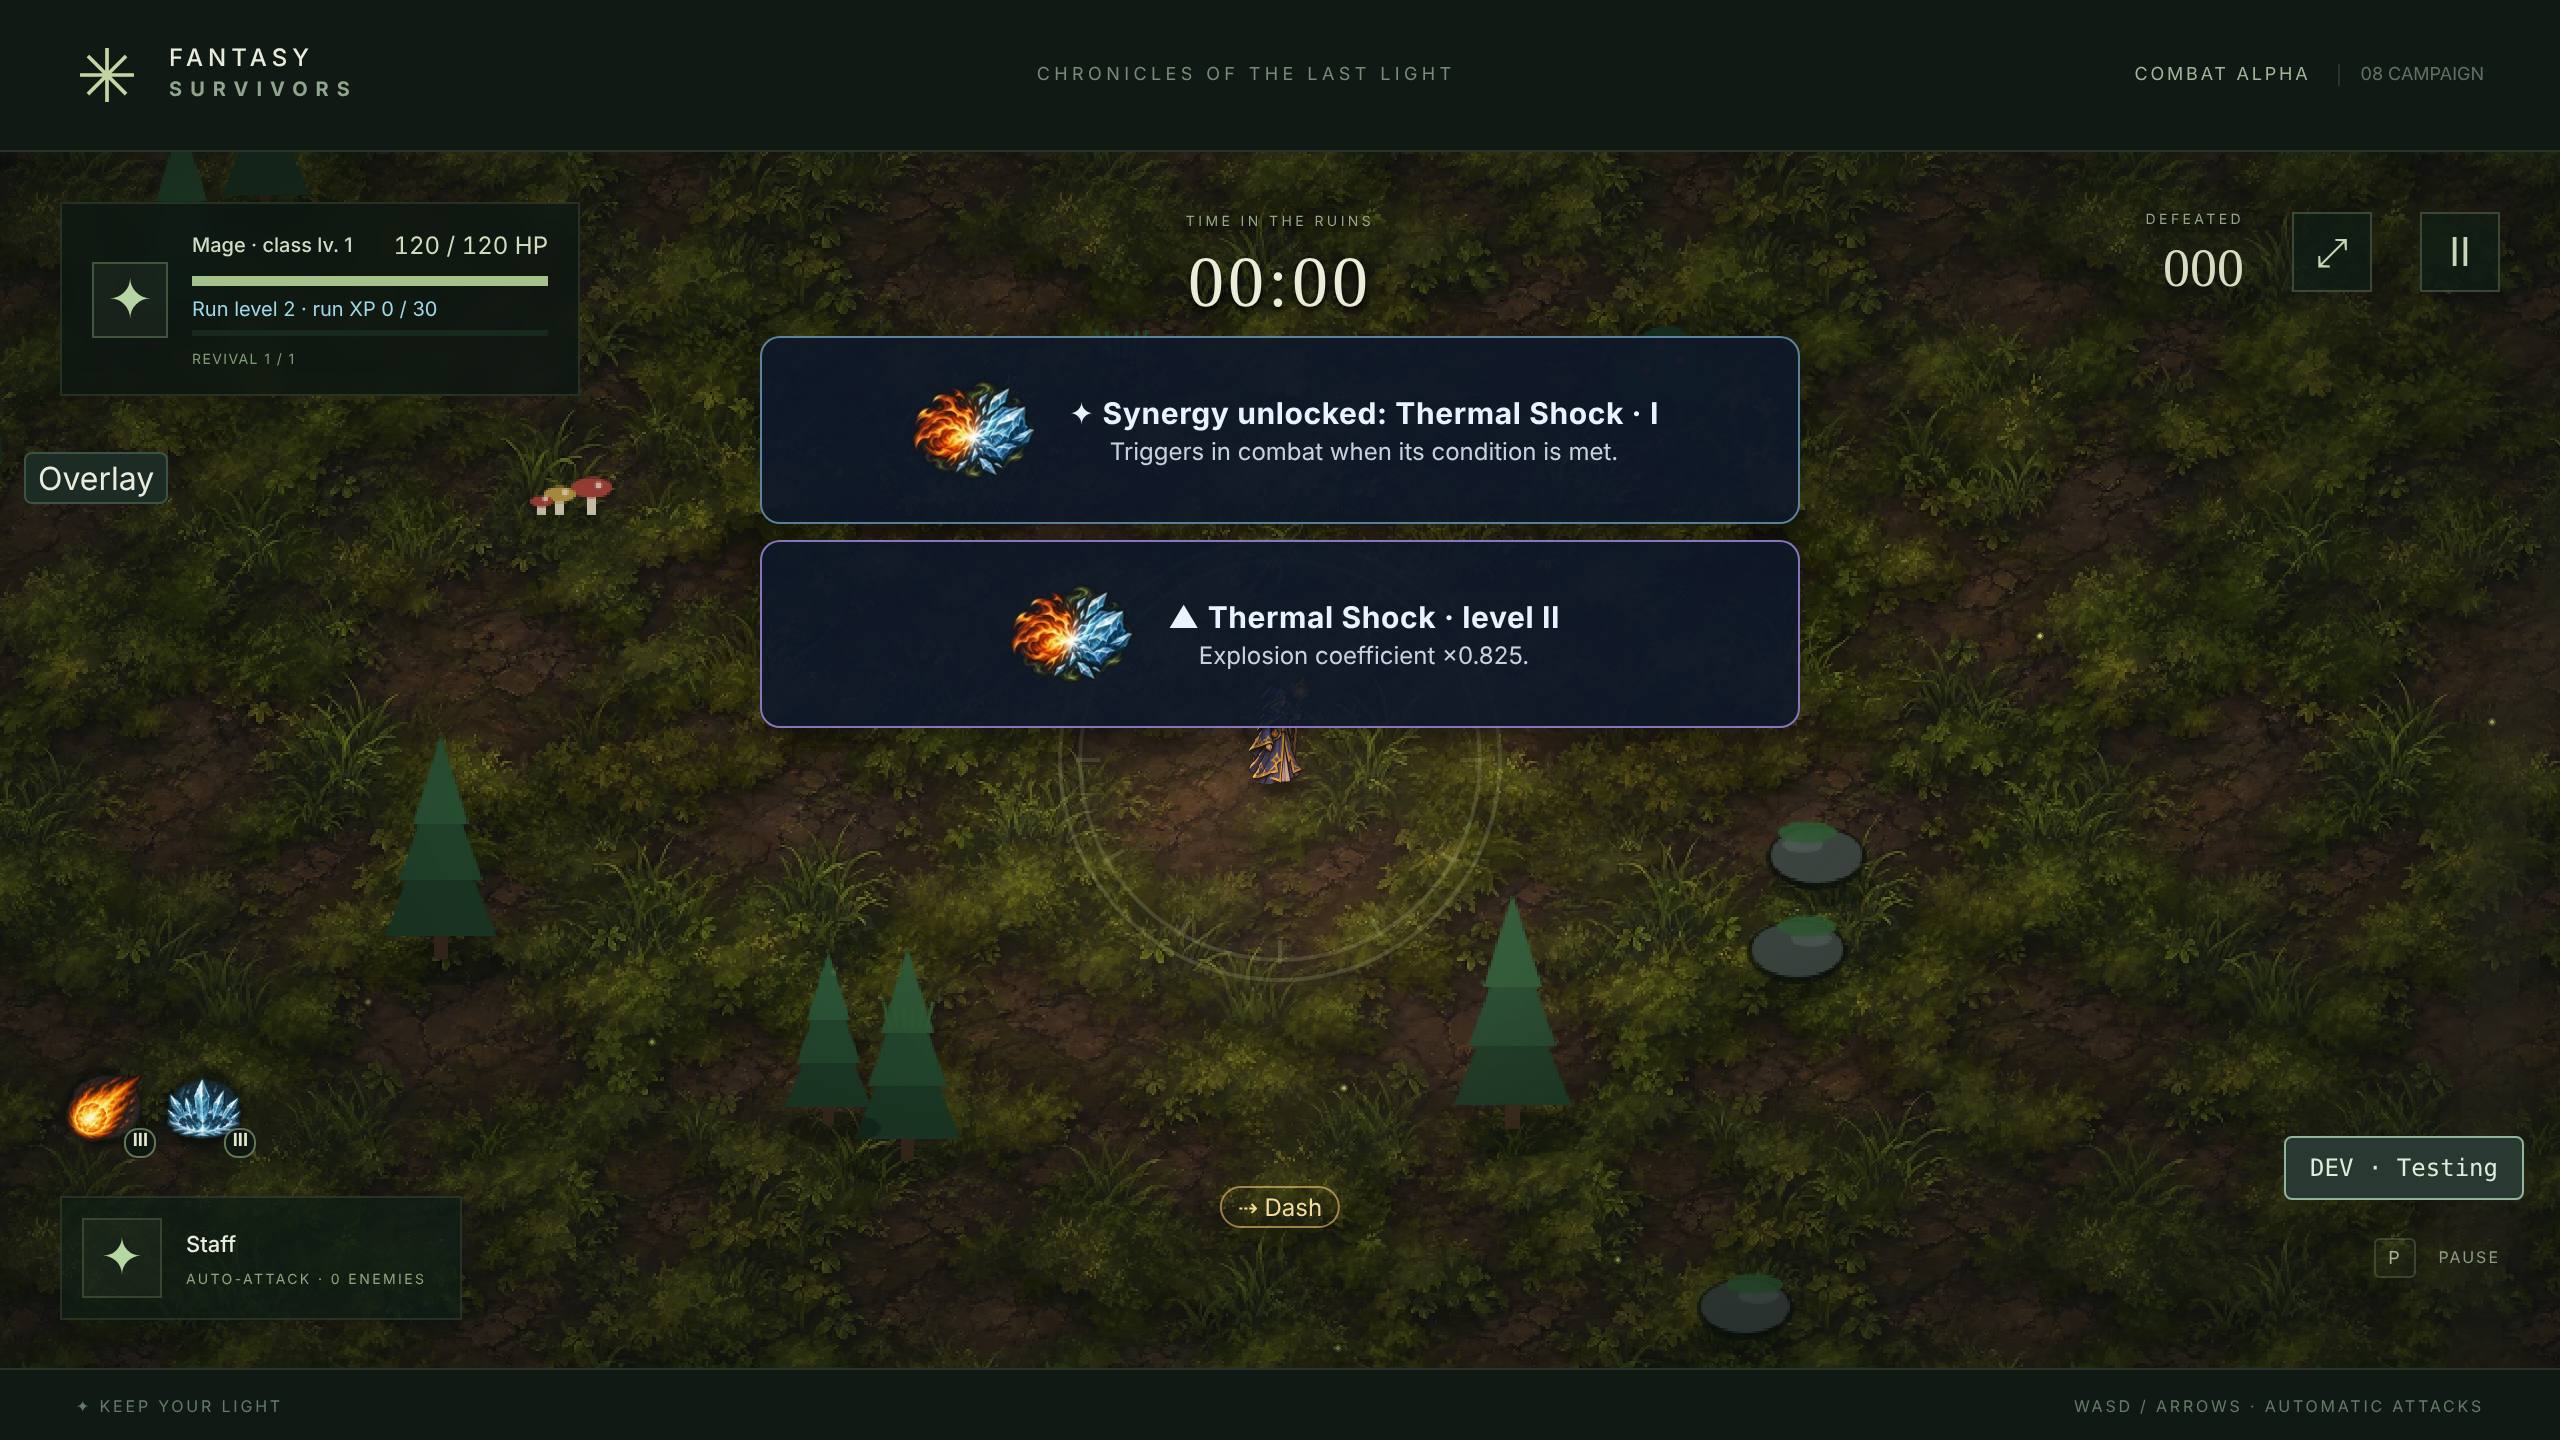 FANTASY
SURVIVORS
CHRONICLES OF THE LAST LIGHT
COMBAT ALPHA
08 CAMPAIGN
Mage · class lv. 1
120 / 120 HP
Run level 2 · run XP 0 / 30
REVIVAL 1 / 1
TIME IN THE RUINS
00:00
DEFEATED
000
✦ Synergy unlocked: Thermal Shock · I
Triggers in combat when its condition is met.
Overlay
▲ Thermal Shock · level II
Explosion coefficient ×0.825.
III
III
DEV · Testing
⇢ Dash
Staff
AUTO-ATTACK · 0 ENEMIES
P PAUSE
✦ KEEP YOUR LIGHT
WASD / ARROWS · AUTOMATIC ATTACKS